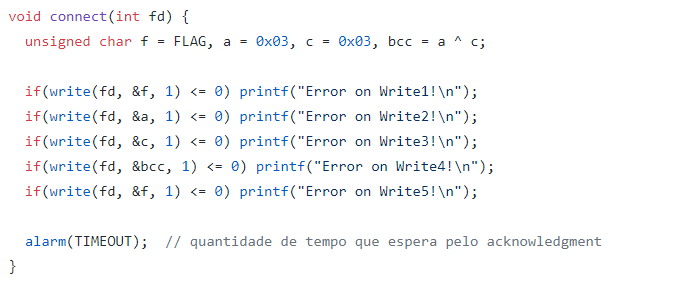 void connect(int fd) {
unsigned char f = FLAG, a = 0x03, c = 0x03, bcc = a ^ c;
if(write(fd, &f, 1) <= 0) printf("Error on Write1!\n");
if(write(fd, &a, 1) <= 0) printf("Error on Write2!\n");
if(write(fd, &c, 1) <= 0) printf("Error on Write3!\n");
if(write(fd, &bcc, 1) <= 0) printf("Error on Write4!\n");
if(write(fd, &f, 1) <= 0) printf("Error on Write5!\n");
alarm(TIMEOUT);  // quantidade de tempo que espera pelo acknowledgment
}